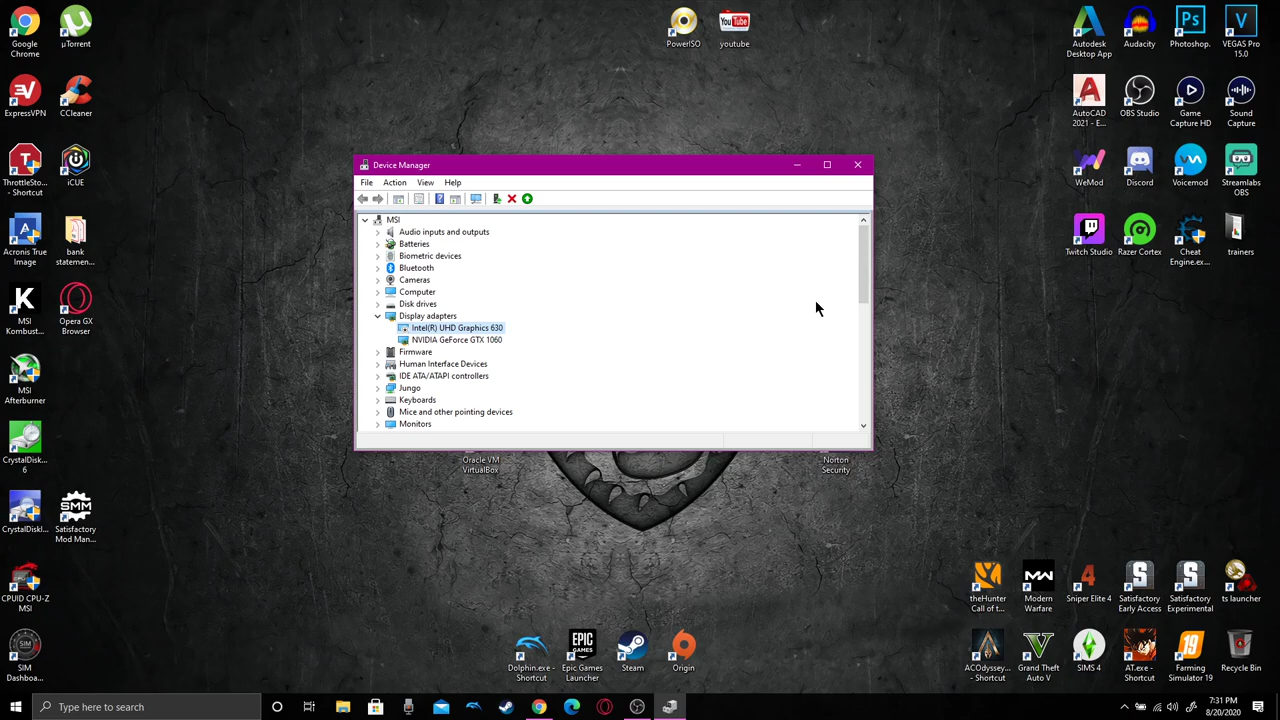 Google
Chrome
µTorrent
PowerISO
YouTube
youtube
Autodesk
Desktop App
Audacity
Ps
Photoshop.
V
VEGAS Pro
15.0
ExpressVPN
CCleaner
A
AutoCAD
2021 - E...
OBS Studio
Game
Capture HD
Sound
Capture
ThrottleSto...
- Shortcut
iCUE
WeMod
Discord
Voicemod
Streamlabs
OBS
Acronis True
Image
bank
statemen...
Twitch Studio
Razer Cortex
Cheat
Engine.ex...
trainers
K
MSI
Kombust...
Opera GX
Browser
MSI
Afterburner
CrystalDisk...
6
CrystalDiskI...
SMM
Satisfactory
Mod Man...
CPUID CPU-Z
MSI
SIM
Dashboa...
Device Manager
File Action View Help
MSI
Audio inputs and outputs
Batteries
Biometric devices
Bluetooth
Cameras
Computer
Disk drives
Display adapters
Intel(R) UHD Graphics 630
NVIDIA GeForce GTX 1060
Firmware
Human Interface Devices
IDE ATA/ATAPI controllers
Jungo
Keyboards
Mice and other pointing devices
Monitors
Oracle VM
VirtualBox
Norton
Security
theHunter
Call of t...
Modern
Warfare
4
Sniper Elite 4
S
Satisfactory
Early Access
S
Satisfactory
Experimental
ts launcher
Dolphin.exe -
Shortcut
EPIC
GAMES
Epic Games
Launcher
Steam
Origin
ACOdyssey...
- Shortcut
V
Grand Theft
Auto V
SIMS 4
AT.exe -
Shortcut
19
Farming
Simulator 19
Recycle Bin
Type here to search
7:31 PM
8/20/2020